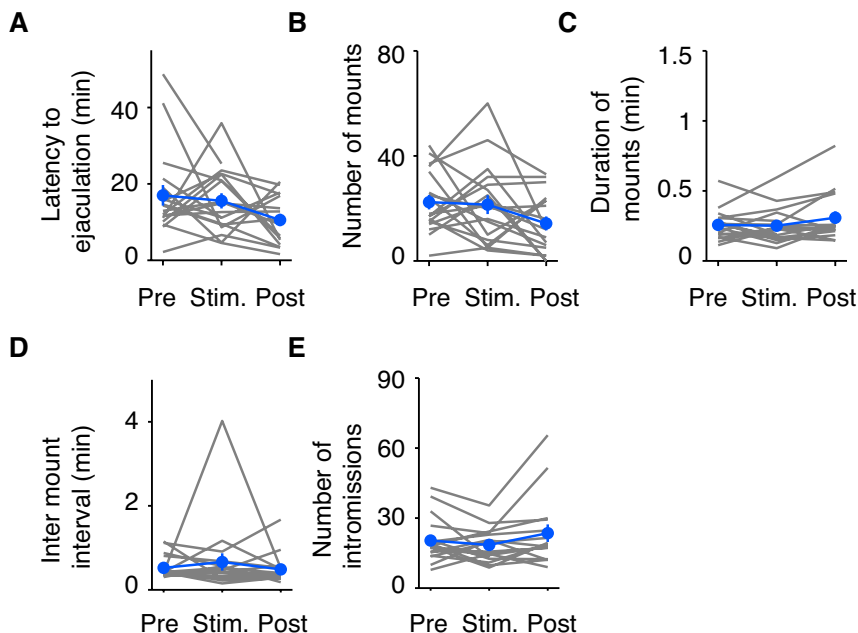 A
Latency to
ejaculation (min)
40
20
0
Pre Stim. Post
B
Number of mounts
80
40
0
Pre Stim. Post
C
Duration of
mounts (min)
1.5
1
0.5
0
Pre Stim. Post
D
Inter mount
interval (min)
4
2
0
Pre Stim. Post
E
Number of
intromissions
90
60
30
0
Pre Stim. Post